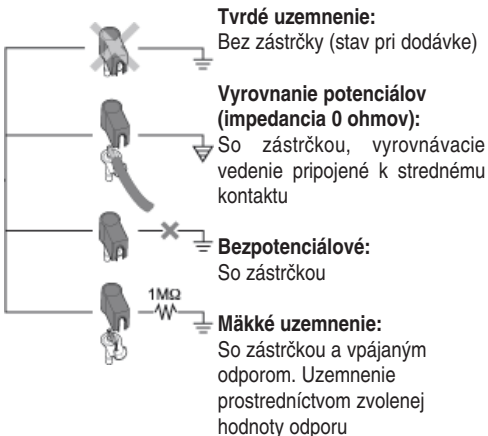 Tvrdé uzemnenie:
Bez zástrčky (stav pri dodávke)
Vyrovnanie potenciálov
(impedancia 0 ohmov):
So zástrčkou, vyrovnávacie
vedenie pripojené k strednému
kontaktu
Bezpotenciálové:
So zástrčkou
1MΩ
Mäkké uzemnenie:
So zástrčkou a vpájaným
odporom. Uzemnenie
prostredníctvom zvolenej
hodnoty odporu